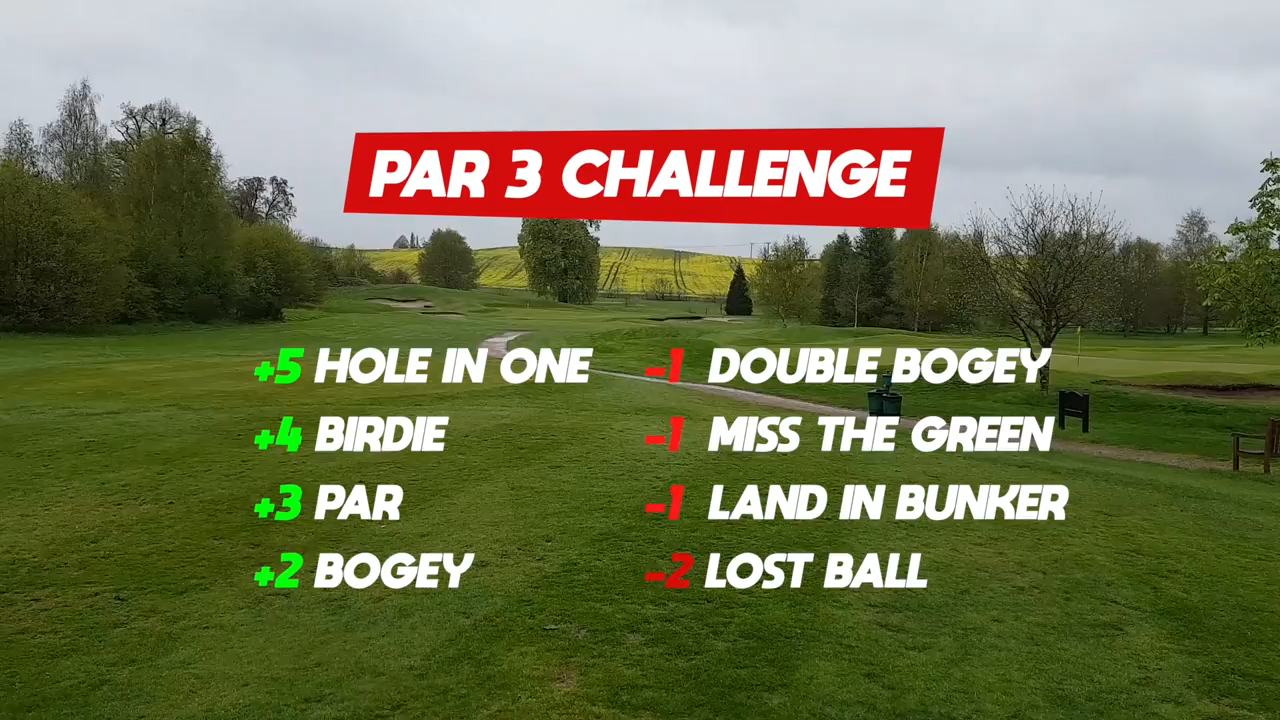 PAR 3 CHALLENGE
+5 HOLE IN ONE
+4 BIRDIE
+3 PAR
+2 BOGEY
-1 DOUBLE BOGEY
-1 MISS THE GREEN
-1 LAND IN BUNKER
-2 LOST BALL